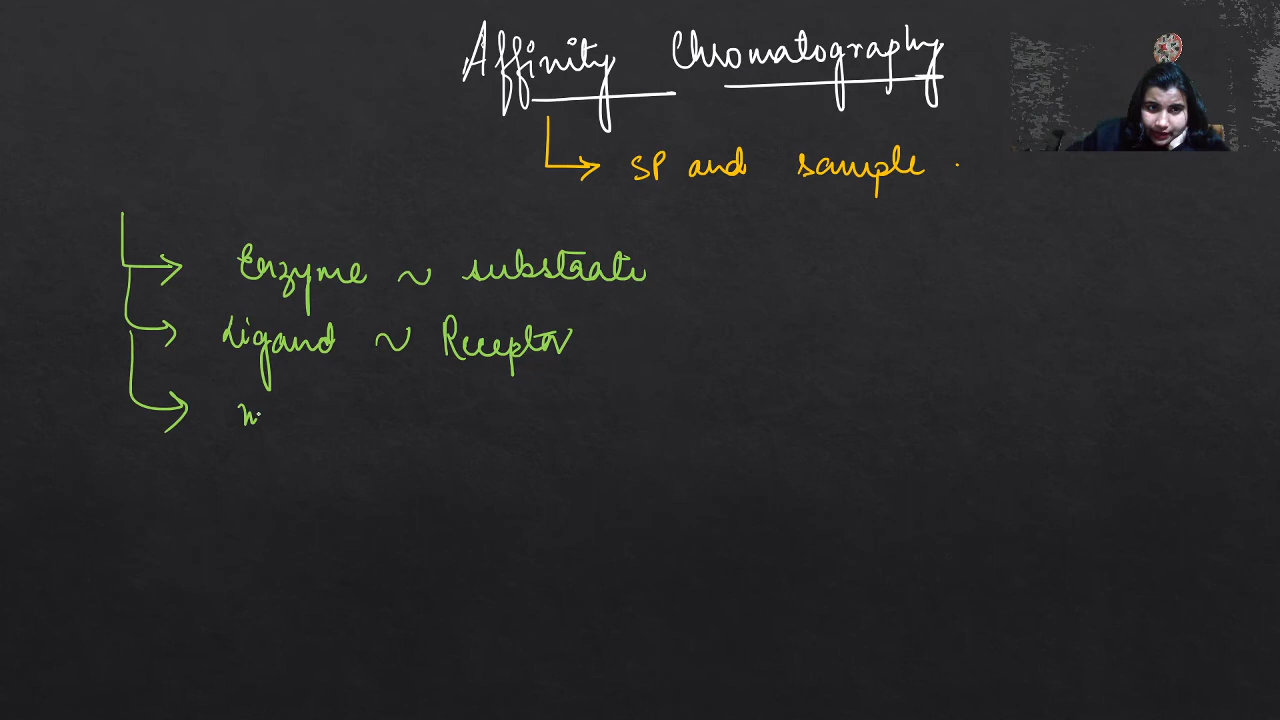 Affinity Chromatography
SP and sample .
Enzyme ~ substrate
Ligand ~ Receptor